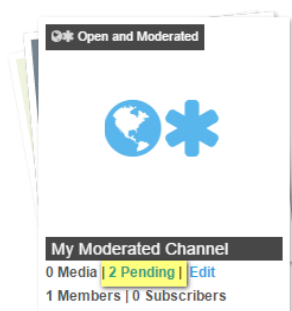 Open and Moderated
My Moderated Channel
0 Media | 2 Pending | Edit
1 Members | 0 Subscribers